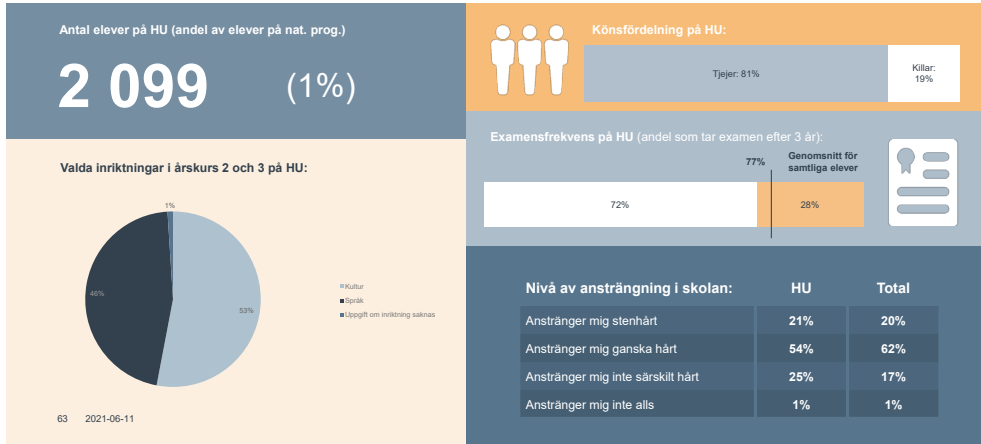 Antal elever på HU (andel av elever på nat. prog.)
2 099
(1%)
Valda inriktningar i årskurs 2 och 3 på HU:
1%
46%
53%
Kultur
Språk
Uppgift om inriktning saknas
63 2021-06-11
Könsfördelning på HU:
Tjejer: 81%
Killar:
19%
Examensfrekvens på HU (andel som tar examen efter 3 år):
77%
Genomsnitt för
samtliga elever
72%
28%
Nivå av ansträngning i skolan: HU Total
Anstränger mig stenhårt 21% 20%
Anstränger mig ganska hårt 54% 62%
Anstränger mig inte särskilt hårt 25% 17%
Anstränger mig inte alls 1% 1%